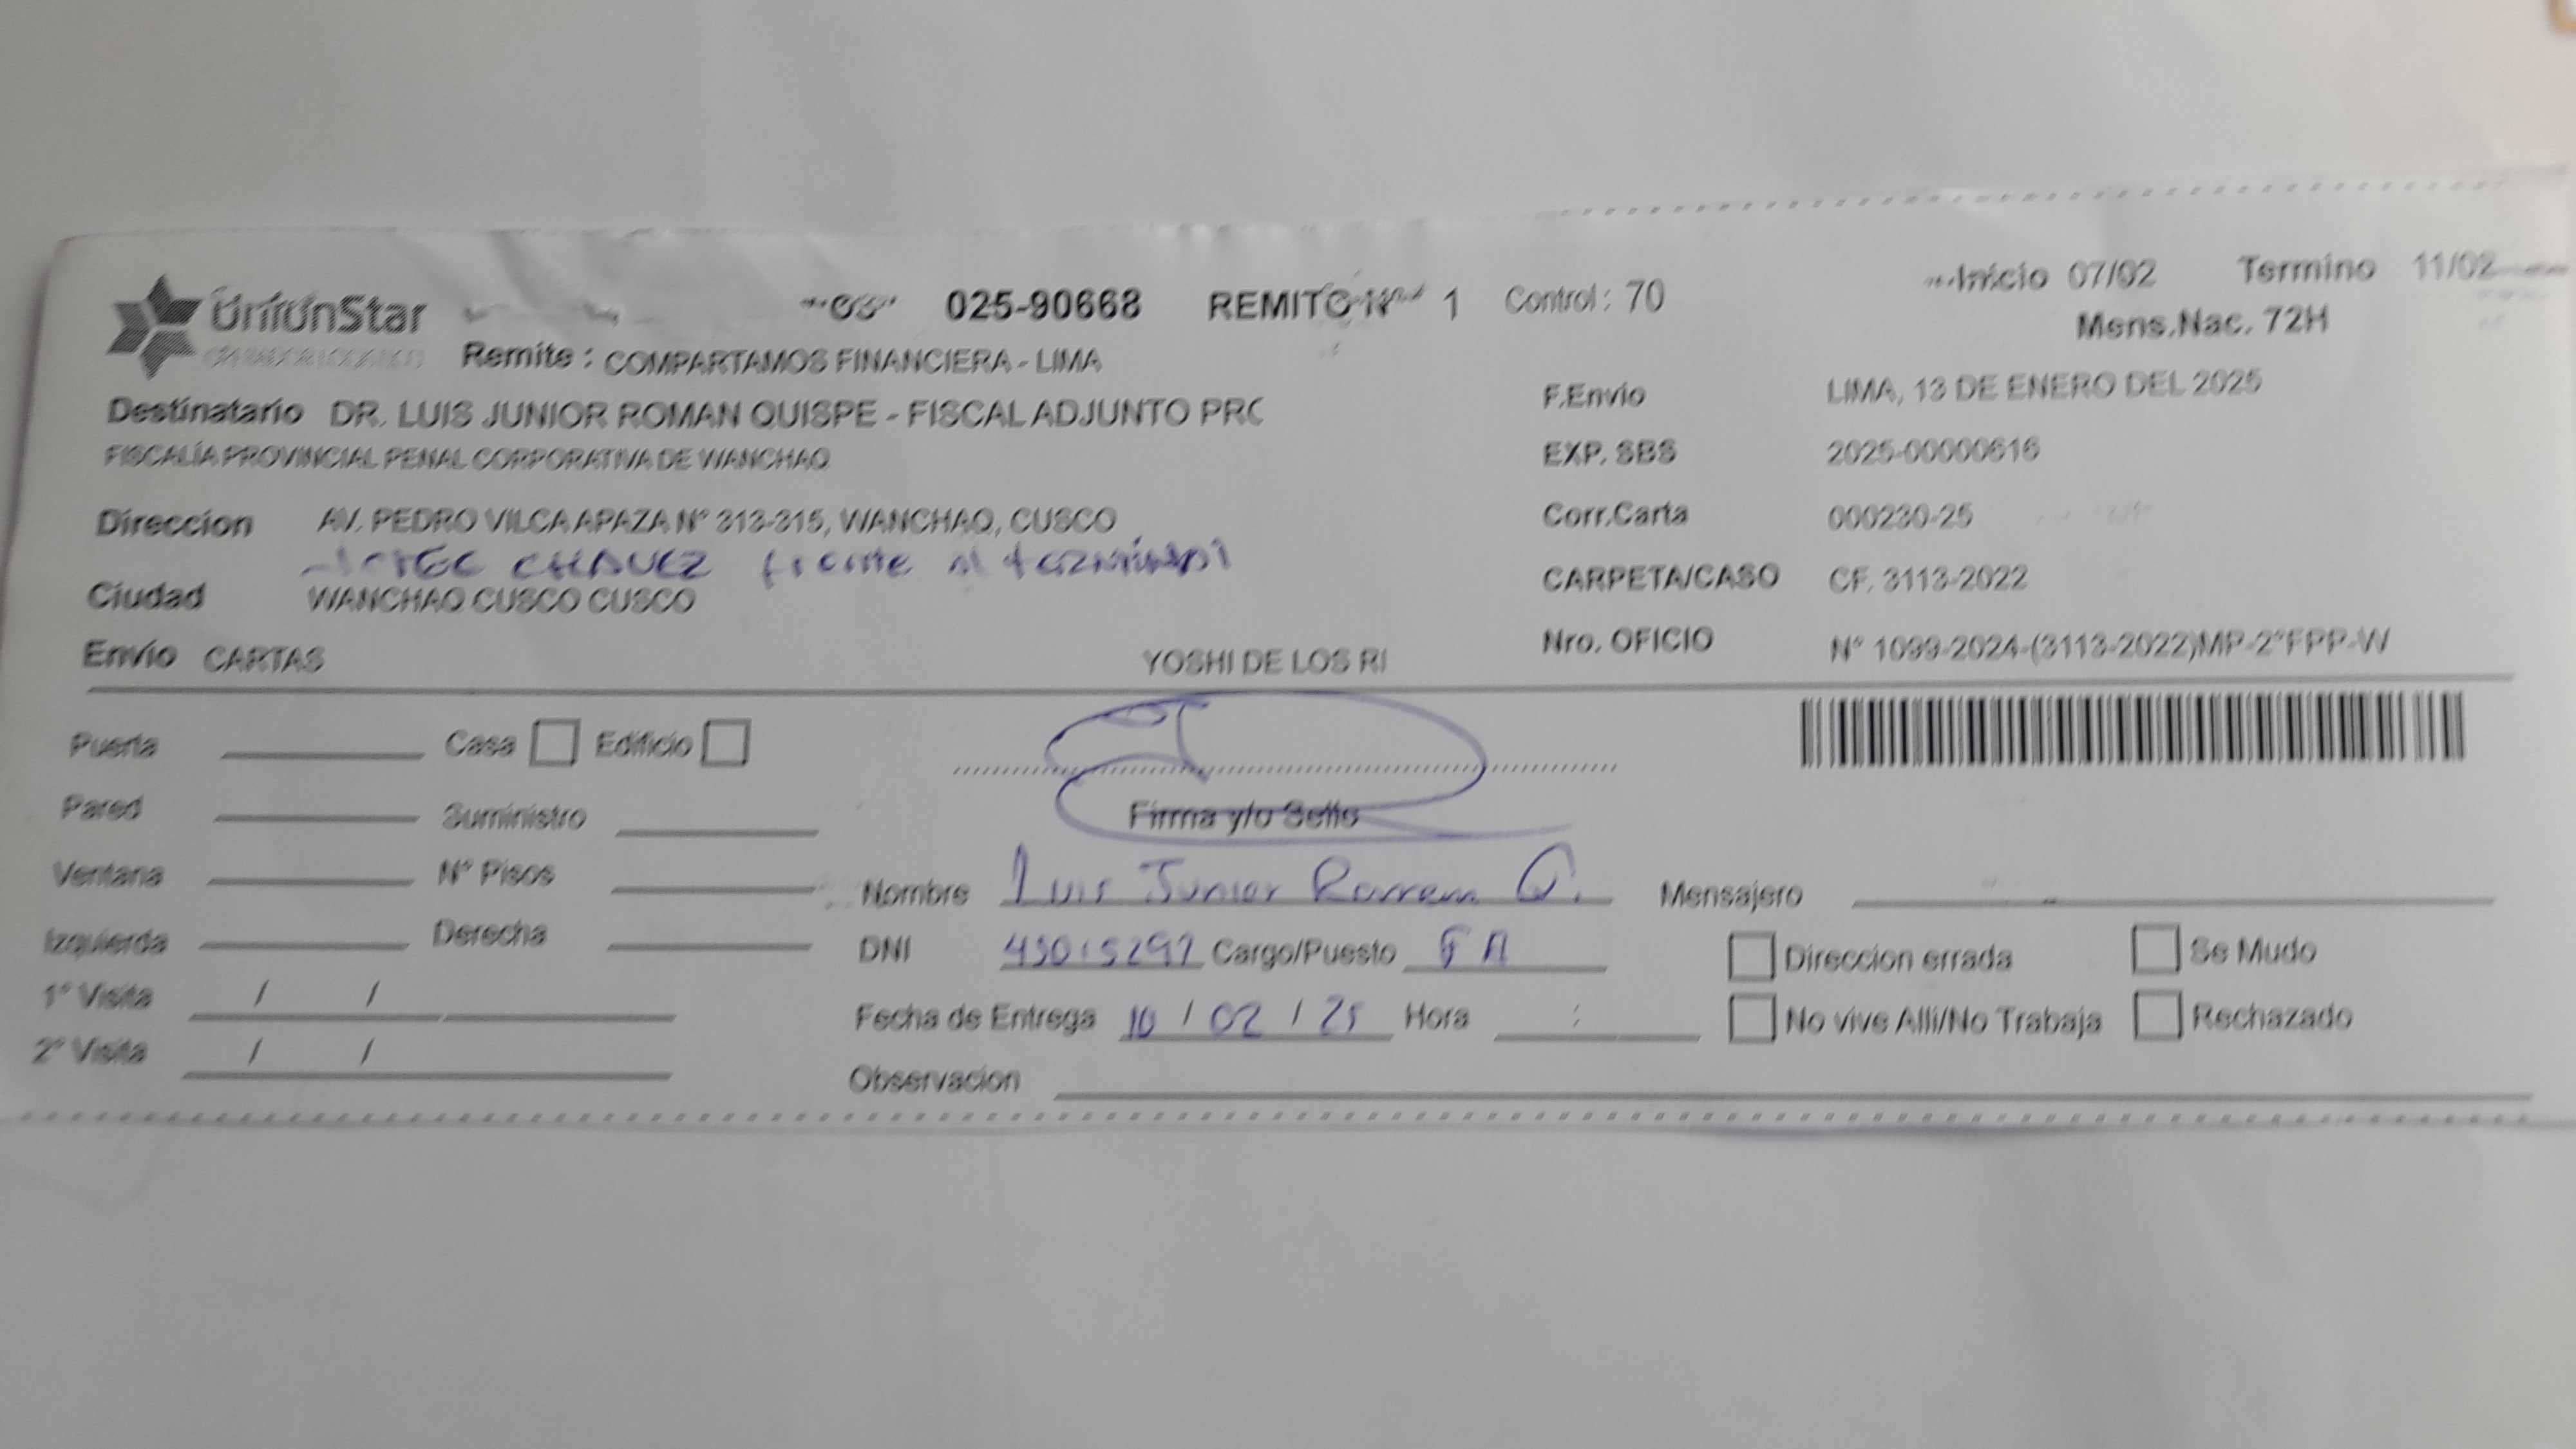 UnionStar OS 025-90668 REMITO Nº 1 Control : 70 Inicio 07/02 Termino 11/02
Mens.Nac. 72H
Remite : COMPARTAMOS FINANCIERA - LIMA
Destinatario DR. LUIS JUNIOR ROMAN QUISPE - FISCAL ADJUNTO PRO
F.Envio LIMA, 13 DE ENERO DEL 2025
FISCALÍA PROVINCIAL PENAL CORPORATIVA DE WANCHAQ
EXP. SBS 2025-00000616
Direccion AV. PEDRO VILCA APAZA N° 313-315, WANCHAQ, CUSCO
Corr.Carta 000230-25
CHAVEZ frente al terminal
CARPETA/CASO CF. 3113-2022
Ciudad WANCHAQ CUSCO CUSCO
Nro. OFICIO N° 1099-2024-(3113-2022)MP-2°FPP-W
Envio CARTAS YOSHI DE LOS RI
Puerta Casa Edificio
Firma y/o Sello
Pared Suministro
Ventana N° Pisos
Nombre Luis Junior Roman Q. Mensajero
Izquierda Derecha
DNI 45015297 Cargo/Puesto F A
Direccion errada Se Mudo
1° Visita / /
Fecha de Entrega 10 / 02 / 25 Hora :
No vive Alli/No Trabaja Rechazado
2° Visita / /
Observacion